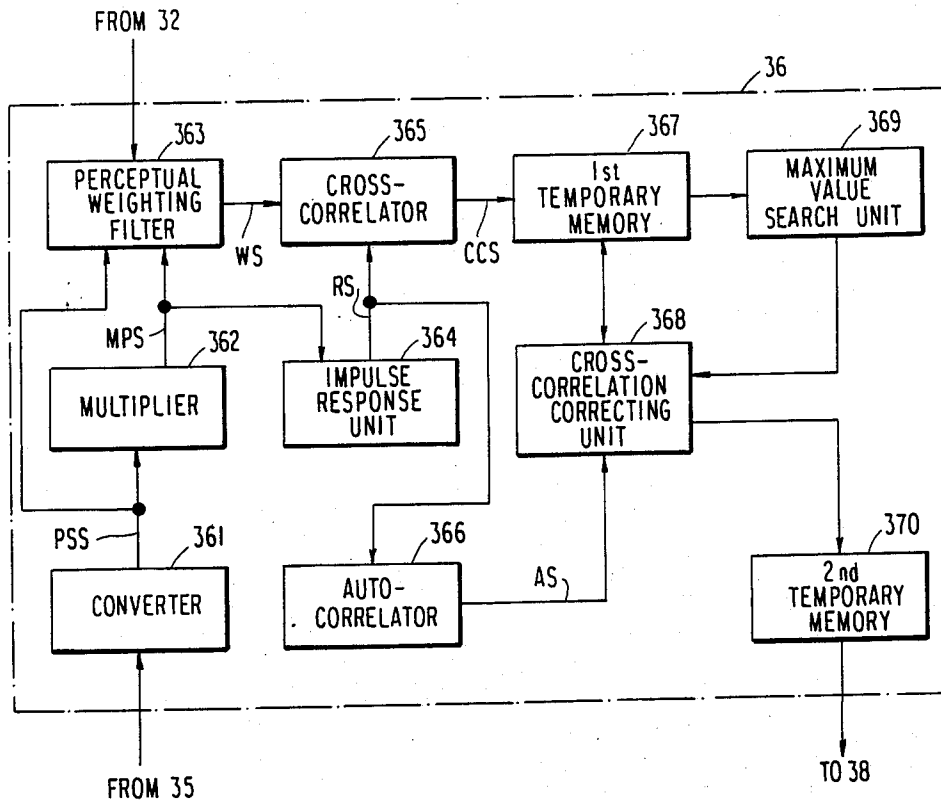 FROM 32
36
363
365
367
369
PERCEPTUAL
WEIGHTING
FILTER
CROSS-
CORRELATOR
1st
TEMPORARY
MEMORY
MAXIMUM
VALUE
SEARCH UNIT
WS
CCS
RS
MPS
362
364
368
MULTIPLIER
IMPULSE
RESPONSE
UNIT
CROSS-
CORRELATION
CORRECTING
UNIT
PSS
361
366
370
CONVERTER
AUTO-
CORRELATOR
AS
2nd
TEMPORARY
MEMORY
FROM 35
TO 38